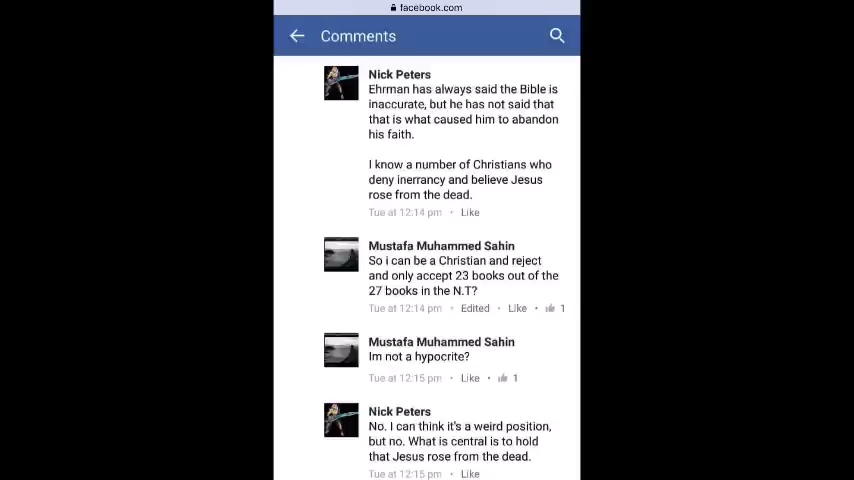 facebook.com
Comments
Nick Peters
Ehrman has always said the Bible is
inaccurate, but he has not said that
that is what caused him to abandon
his faith.
I know a number of Christians who
deny inerrancy and believe Jesus
rose from the dead.
Tue at 12:14 pm • Like
Mustafa Muhammed Sahin
So i can be a Christian and reject
and only accept 23 books out of the
27 books in the N.T?
Tue at 12:14 pm • Edited • Like • 1
Mustafa Muhammed Sahin
Im not a hypocrite?
Tue at 12:15 pm • Like • 1
Nick Peters
No. I can think it's a weird position,
but no. What is central is to hold
that Jesus rose from the dead.
Tue at 12:15 pm • Like